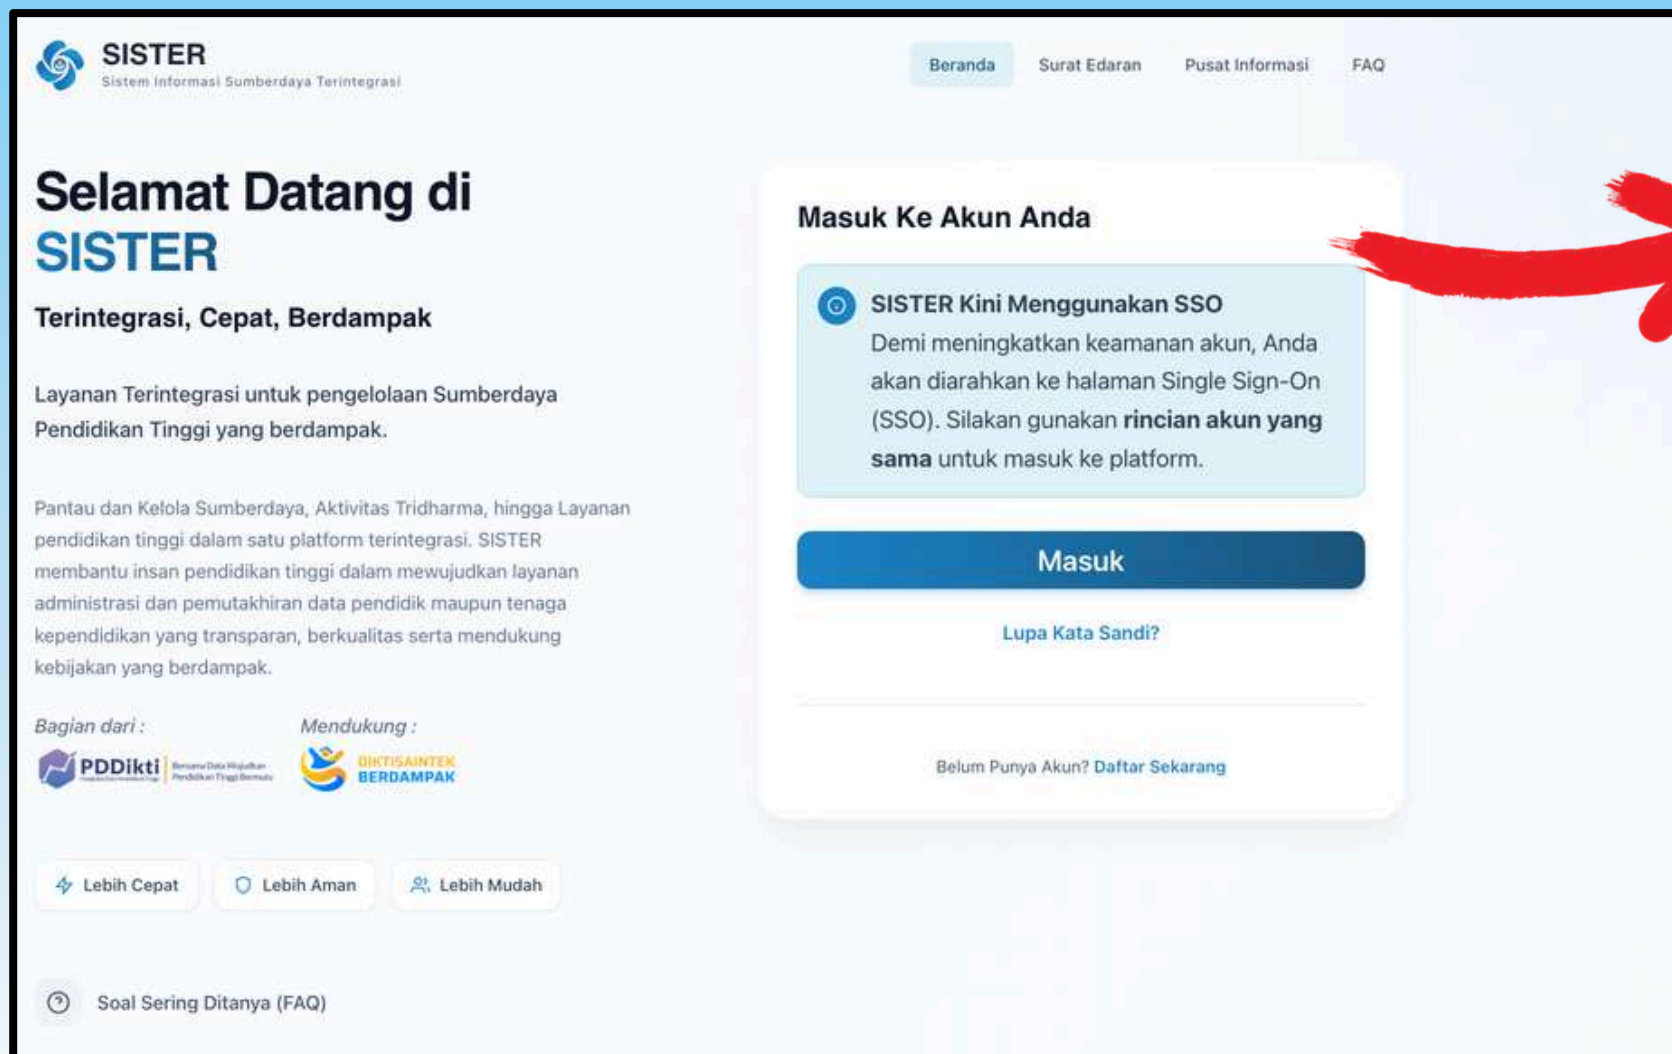 SISTER
Sistem Informasi Sumberdaya Terintegrasi
Beranda
Surat Edaran
Pusat Informasi
FAQ
Selamat Datang di
SISTER
Terintegrasi, Cepat, Berdampak
Layanan Terintegrasi untuk pengelolaan Sumberdaya
Pendidikan Tinggi yang berdampak.
Pantau dan Kelola Sumberdaya, Aktivitas Tridharma, hingga Layanan
pendidikan tinggi dalam satu platform terintegrasi. SISTER
membantu insan pendidikan tinggi dalam mewujudkan layanan
administrasi dan pemutakhiran data pendidik maupun tenaga
kependidikan yang transparan, berkualitas serta mendukung
kebijakan yang berdampak.
Bagian dari :
Mendukung :
PDDikti
Bersama Data Wujudkan
Pendidikan Tinggi Bermutu
DIKTISAINTEK
BERDAMPAK
Lebih Cepat
Lebih Aman
Lebih Mudah
Soal Sering Ditanya (FAQ)
Masuk Ke Akun Anda
SISTER Kini Menggunakan SSO
Demi meningkatkan keamanan akun, Anda
akan diarahkan ke halaman Single Sign-On
(SSO). Silakan gunakan rincian akun yang
sama untuk masuk ke platform.
Masuk
Lupa Kata Sandi?
Belum Punya Akun? Daftar Sekarang